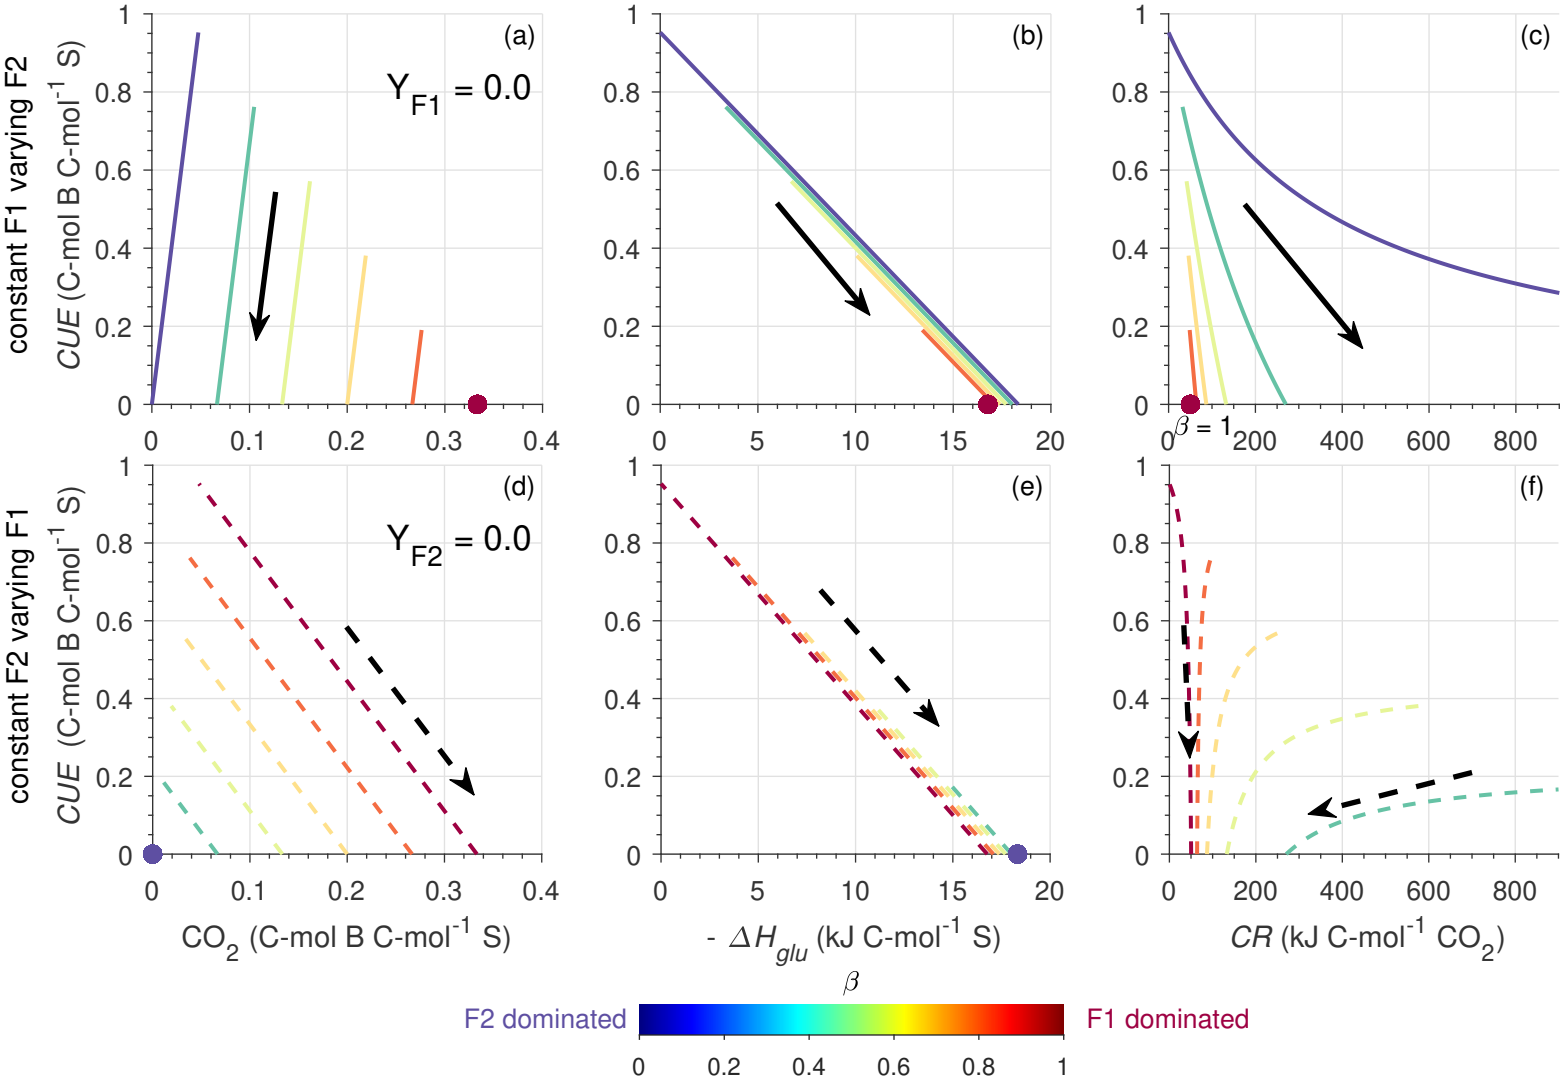 constant F1 varying F2
CUE (C-mol B C-mol⁻¹ S)
1
0.8
0.6
0.4
0.2
0
(a)
Y_F1 = 0.0
0 0.1 0.2 0.3 0.4
1
0.8
0.6
0.4
0.2
0
(b)
0 5 10 15 20
1
0.8
0.6
0.4
0.2
0
(c)
β = 1
0 200 400 600 800
constant F2 varying F1
CUE (C-mol B C-mol⁻¹ S)
1
0.8
0.6
0.4
0.2
0
(d)
Y_F2 = 0.0
0 0.1 0.2 0.3 0.4
CO₂ (C-mol B C-mol⁻¹ S)
1
0.8
0.6
0.4
0.2
0
(e)
0 5 10 15 20
- ΔH_glu (kJ C-mol⁻¹ S)
1
0.8
0.6
0.4
0.2
0
(f)
0 200 400 600 800
CR (kJ C-mol⁻¹ CO₂)
β
F2 dominated
F1 dominated
0 0.2 0.4 0.6 0.8 1